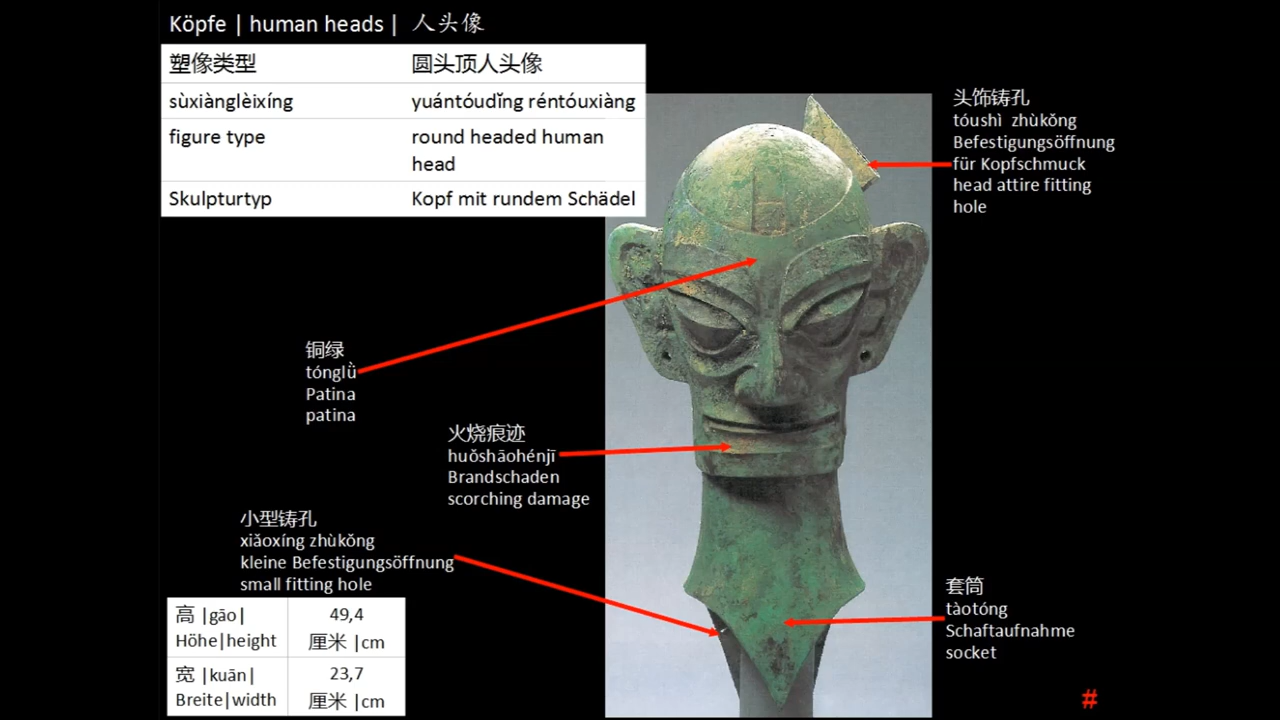 Köpfe | human heads | 人头像
塑像类型 圆头顶人头像
sùxiànglèixíng yuántóudǐng réntóuxiàng
figure type round headed human
head
Skulpturtyp Kopf mit rundem Schädel
头饰铸孔
tóushì zhùkǒng
Befestigungsöffnung
für Kopfschmuck
head attire fitting
hole
铜绿
tónglǜ
Patina
patina
火烧痕迹
huǒshāohénjī
Brandschaden
scorching damage
小型铸孔
xiǎoxíng zhùkǒng
kleine Befestigungsöffnung
small fitting hole
套筒
tàotóng
Schaftaufnahme
socket
高 |gāo| 49,4
Höhe|height 厘米 |cm
宽 |kuān| 23,7
Breite|width 厘米 |cm
#